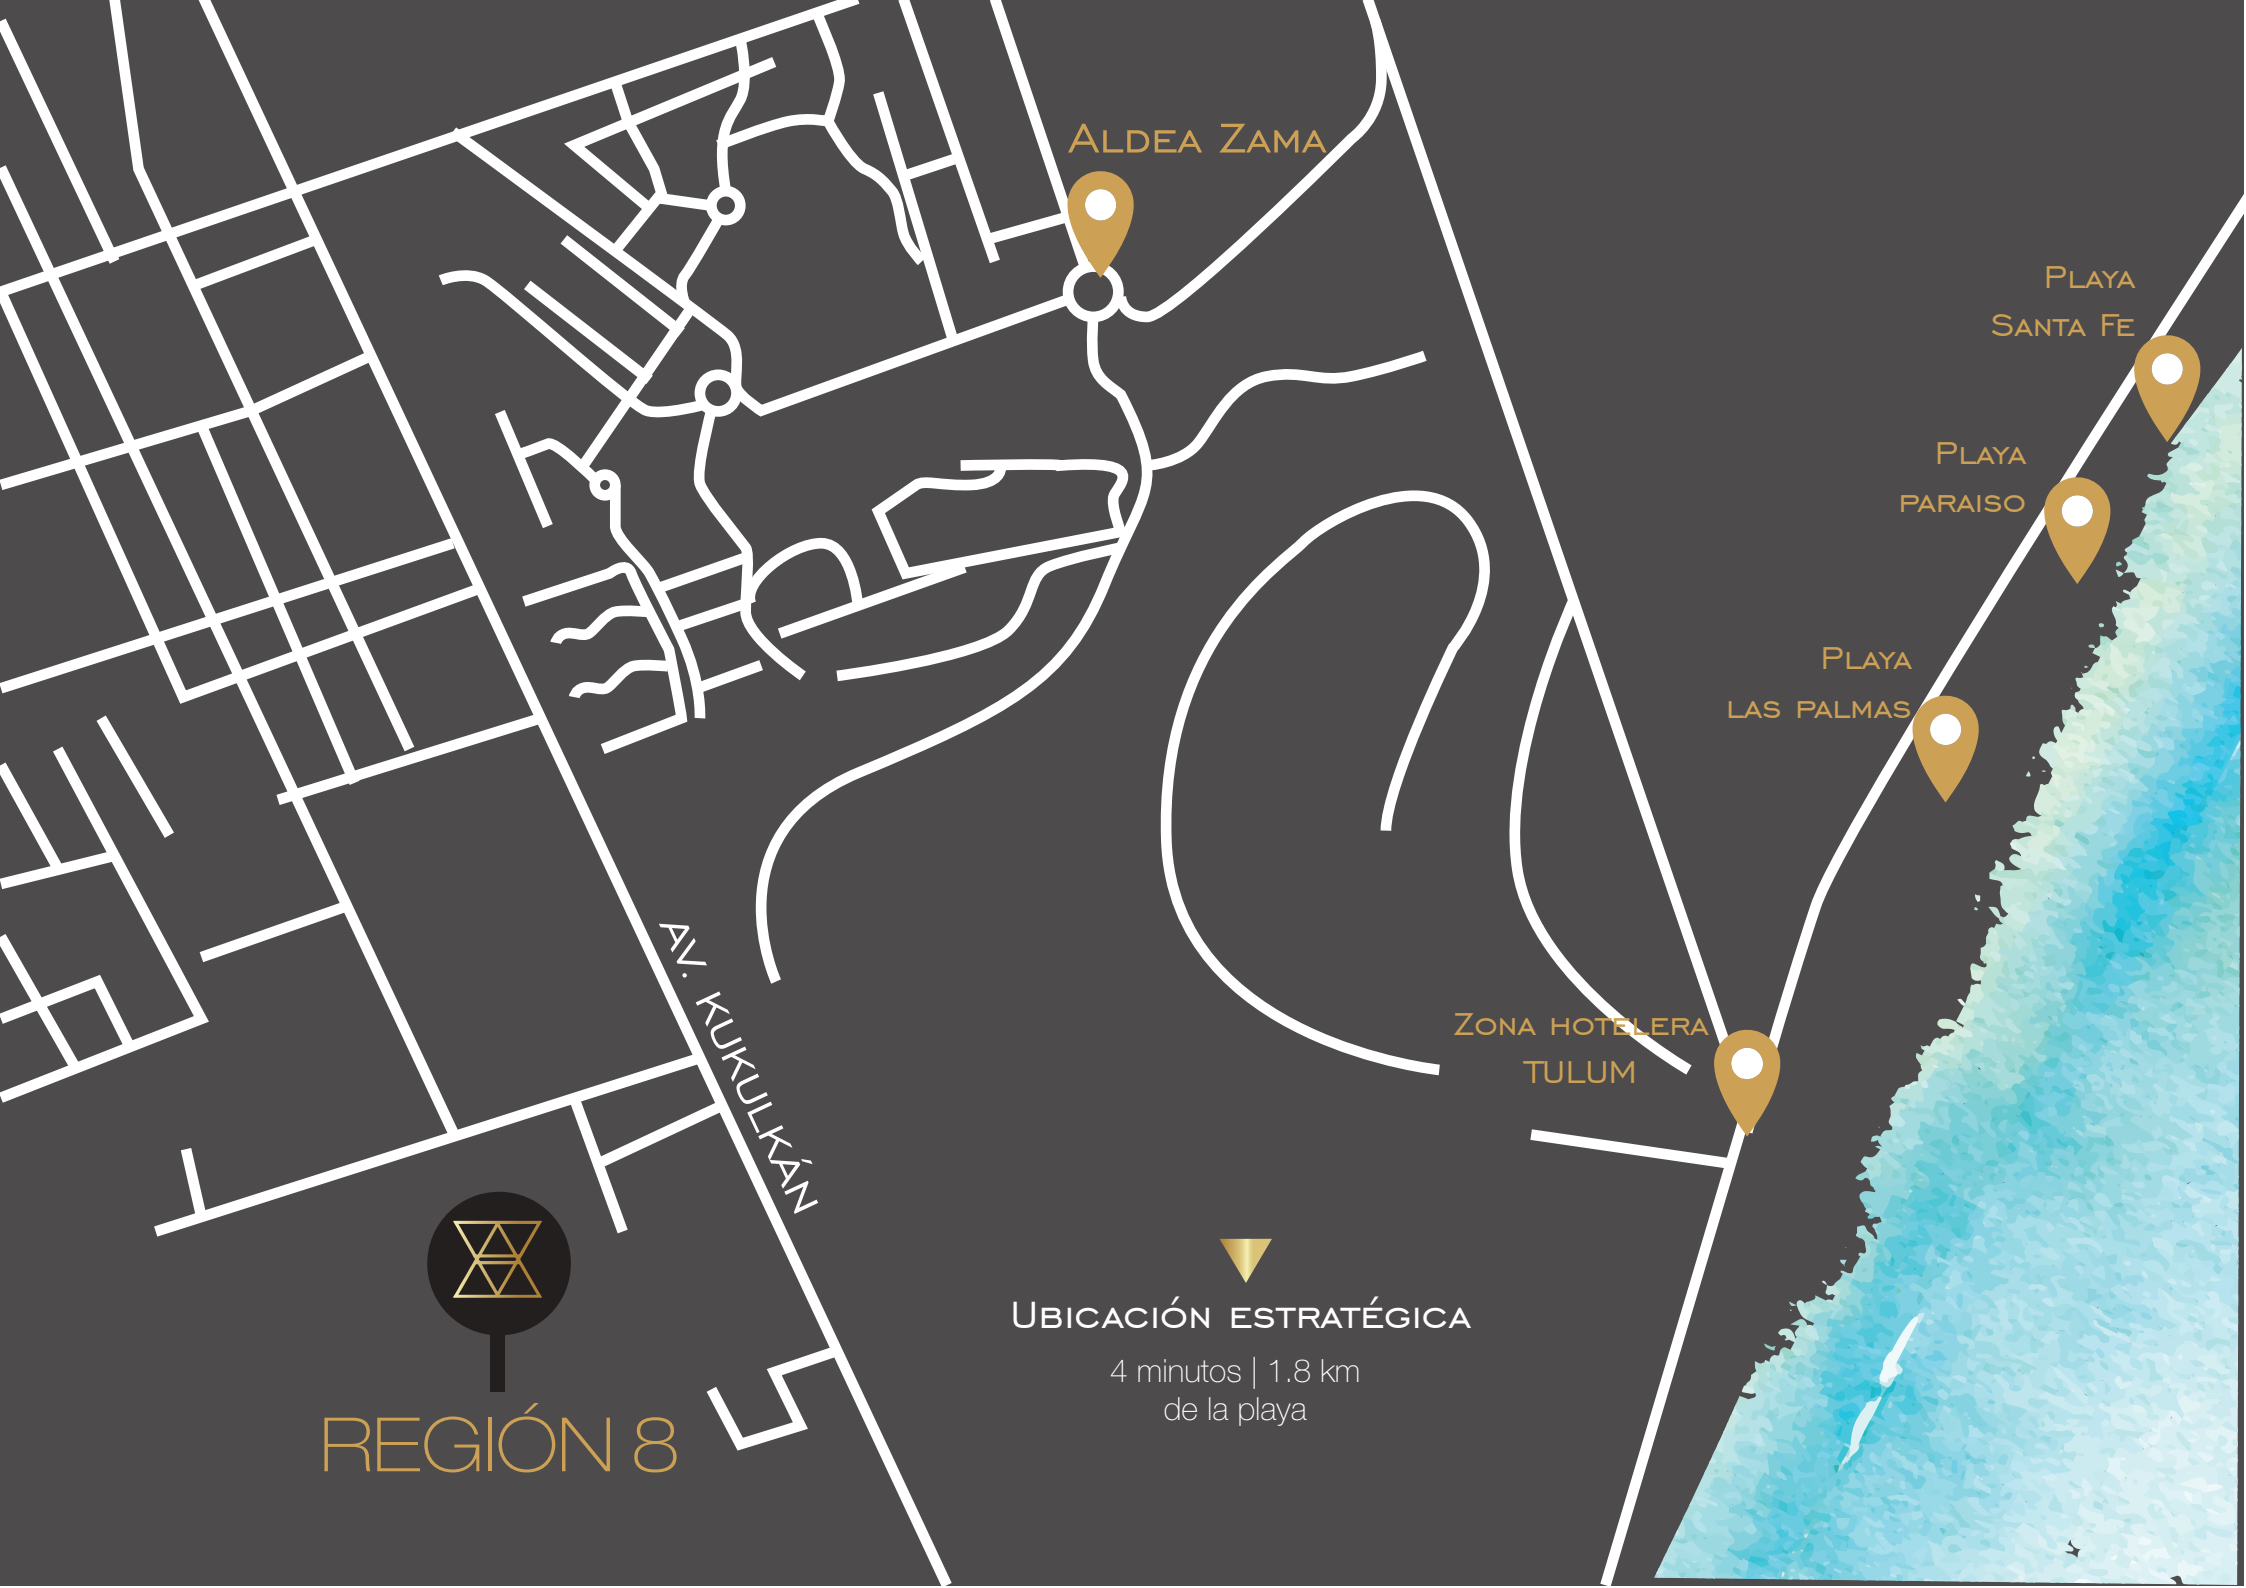 ALDEA ZAMA
PLAYA
SANTA FE
PLAYA
PARAISO
PLAYA
LAS PALMAS
AV. KUKULKÁN
ZONA HOTELERA
TULUM
UBICACIÓN ESTRATÉGICA
4 minutos | 1.8 km
de la playa
REGIÓN 8